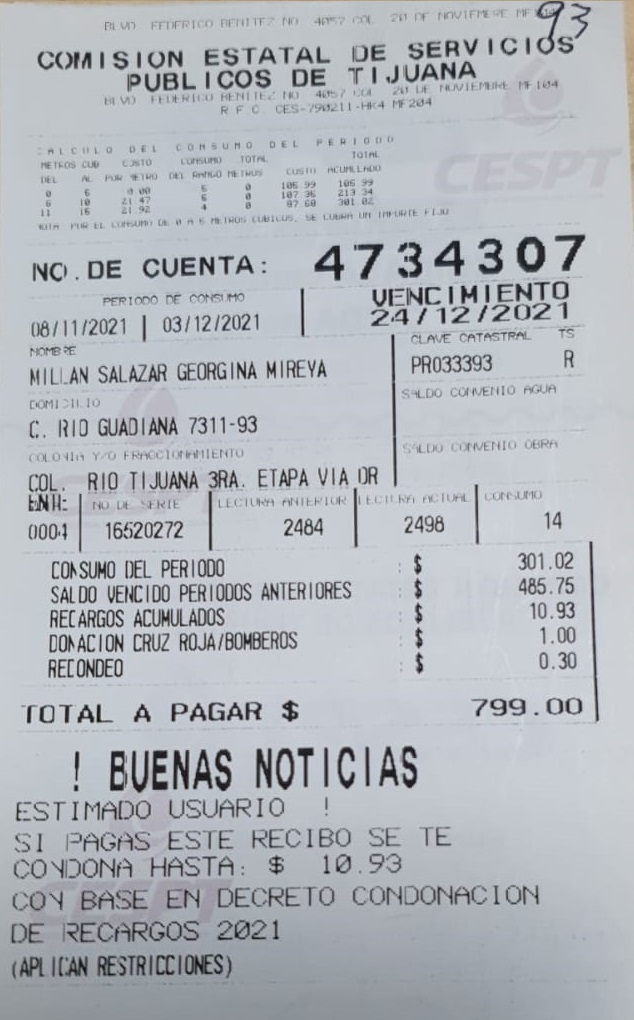 BLVD FEDERICO BENITEZ NO 4057 COL 20 DE NOVIEMBRE MF104
93
COMISION ESTATAL DE SERVICIOS
PUBLICOS DE TIJUANA
BLVD FEDERICO BENITEZ NO 4057 COL 20 DE NOVIEMBRE MF104
R F C CES-790211-HK4 MF204
CESPT
CALCULO DEL CONSUMO DEL PERIODO
METROS CUB COSTO CONSUMO TOTAL TOTAL
DEL AL POR METRO DEL RANGO METROS COSTO ACUMULADO
0 5 0.00 5 0 106.99 106.99
6 10 21.47 5 0 107.36 213.34
11 15 21.92 4 0 87.68 301.02
NOTA POR EL CONSUMO DE 0 A 5 METROS CUBICOS, SE COBRA UN IMPORTE FIJO
NO. DE CUENTA: 4734307
PERIODO DE CONSUMO VENCIMIENTO
08/11/2021 | 03/12/2021 24/12/2021
NOMBRE CLAVE CATASTRAL TS
MILLAN SALAZAR GEORGINA MIREYA PR033393 R
DOMICILIO SALDO CONVENIO AGUA
C. RIO GUADIANA 7311-93
COLONIA Y/O FRACCIONAMIENTO SALDO CONVENIO OBRA
COL. RIO TIJUANA 3RA. ETAPA VIA OR
NO DE SERIE LECTURA ANTERIOR LECTURA ACTUAL CONSUMO
0004 16520272 2484 2498 14
CONSUMO DEL PERIODO : $ 301.02
SALDO VENCIDO PERIODOS ANTERIORES : $ 485.75
RECARGOS ACUMULADOS : $ 10.93
DONACION CRUZ ROJA/BOMBEROS : $ 1.00
REDONDEO : $ 0.30
TOTAL A PAGAR $ 799.00
! BUENAS NOTICIAS
ESTIMADO USUARIO !
SI PAGAS ESTE RECIBO SE TE
CONDONA HASTA: $ 10.93
CON BASE EN DECRETO CONDONACION
DE RECARGOS 2021
(APLICAN RESTRICCIONES)